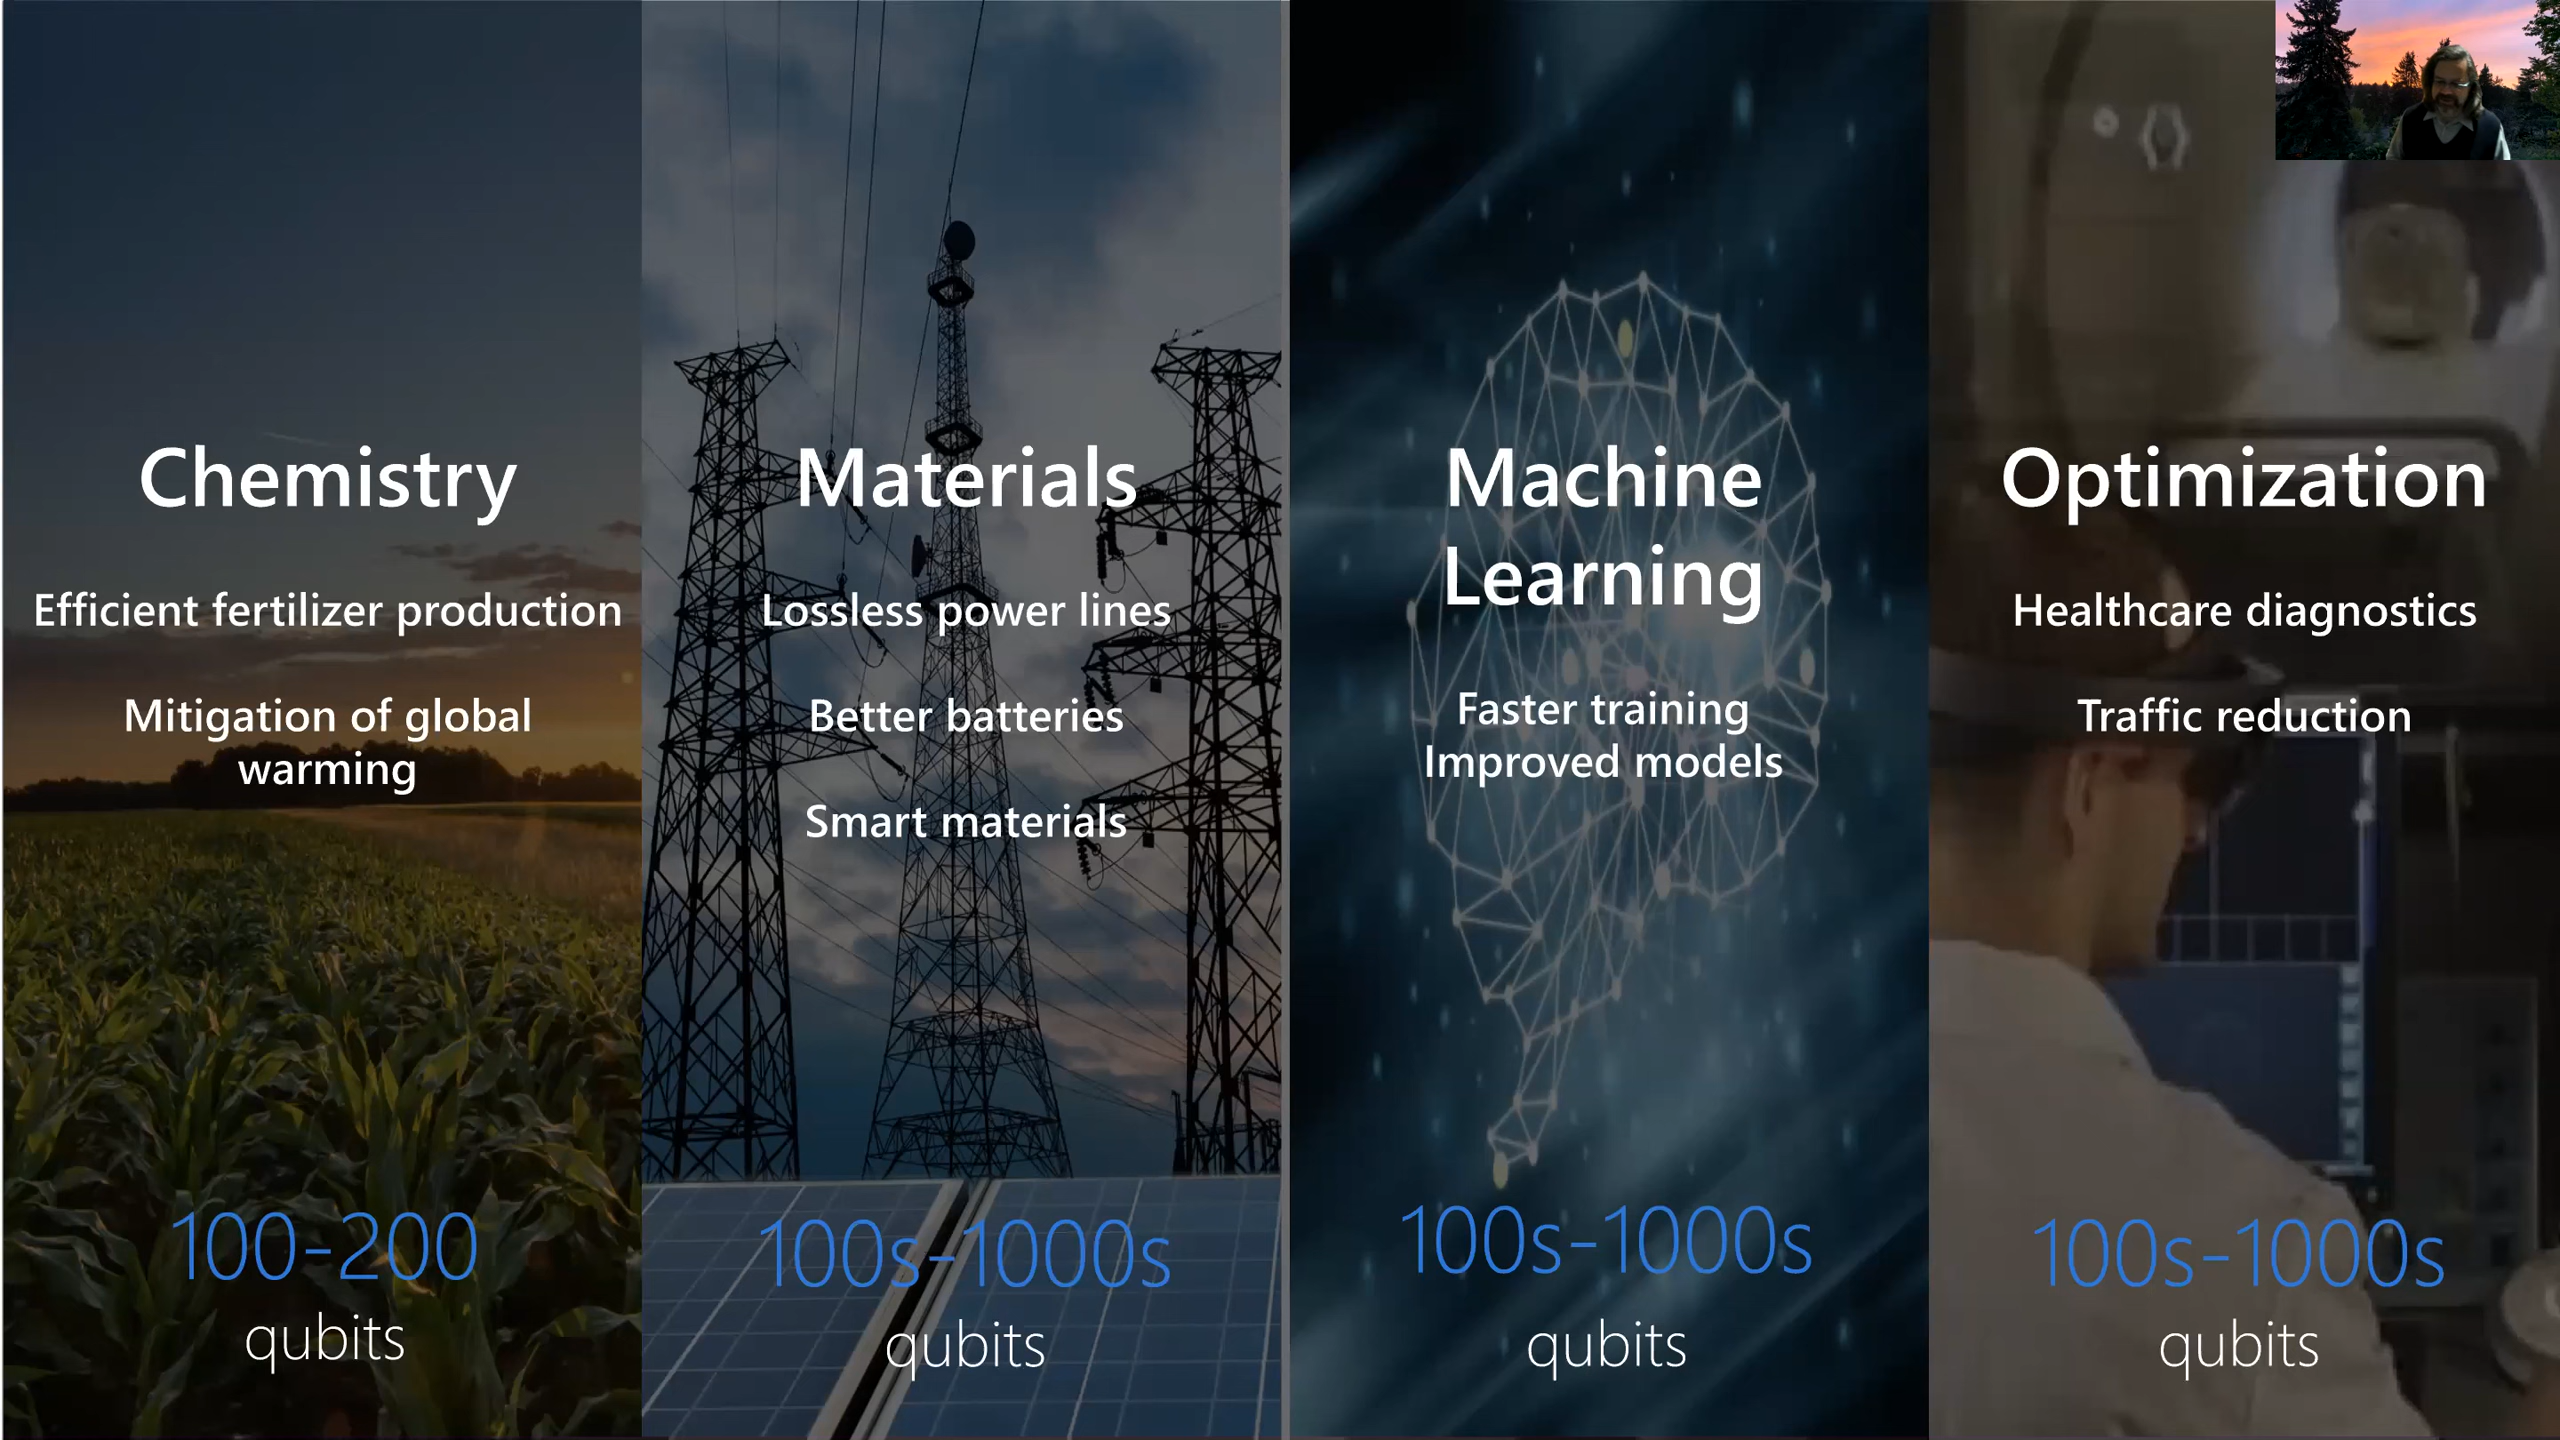 Chemistry
Efficient fertilizer production
Mitigation of global
warming
100-200
qubits
Materials
Lossless power lines
Better batteries
Smart materials
100s-1000s
qubits
Machine
Learning
Faster training
Improved models
100s-1000s
qubits
Optimization
Healthcare diagnostics
Traffic reduction
100s-1000s
qubits